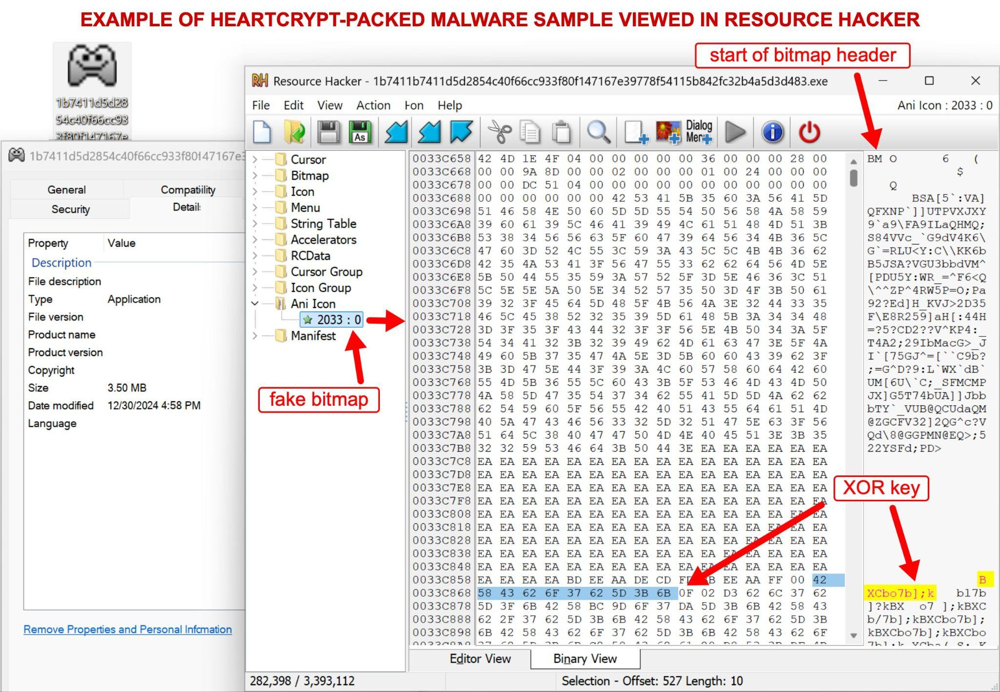 EXAMPLE OF HEARTCRYPT-PACKED MALWARE SAMPLE VIEWED IN RESOURCE HACKER
1b7411d5d28
54c40f66cc93
3f80f147167e
1b7411d5d2854c40f66cc933f80f147167e3
General
Compatibility
Security
Details
Property Value
Description
File description
Type Application
File version
Product name
Product version
Copyright
Size 3.50 MB
Date modified 12/30/2024 4:58 PM
Language
Remove Properties and Personal Information
start of bitmap header
RH Resource Hacker - 1b7411b7411d5d2854c40f66cc933f80f147167e39778f54115b842fc32b4a5d3d483.exe
File Edit View Action Fon Help
Ani Icon : 2033 : 0
As
Dialog
Menu
Cursor
Bitmap
Icon
Menu
String Table
Accelerators
RCData
Cursor Group
Icon Group
Ani Icon
2033 : 0
Manifest
fake bitmap
0033C658 42 4D 1E 4F 04 00 00 00 00 00 36 00 00 00 28 00 BM O 6 (
0033C668 00 00 9A 8D 00 00 02 00 00 00 01 00 24 00 00 00 $
0033C678 00 00 DC 51 04 00 00 00 00 00 00 00 00 00 00 00 Q
0033C688 00 00 00 00 00 00 42 53 41 5B 35 60 3A 56 41 5D BSA[5`:VA]
0033C698 51 46 58 4E 50 60 5D 5D 55 54 50 56 58 4A 58 59 QFXNP`]]UTPVXJXY
0033C6A8 39 60 61 39 5C 46 41 39 49 4C 61 51 48 4D 51 3B 9`a9\FA9ILaQHMQ;
0033C6B8 53 38 34 56 56 63 5F 60 47 39 64 56 34 4B 36 5C S84VVc_`G9dV4K6\
0033C6C8 47 60 3D 52 4C 55 3C 59 3A 43 5C 5C 4B 4B 36 62 G`=RLU<Y:C\\KK6b
0033C6D8 42 35 4A 53 41 3F 56 47 55 33 62 62 64 56 4D 5E B5JSA?VGU3bbdVM^
0033C6E8 5B 50 44 55 35 59 3A 57 52 5F 3D 5E 46 36 3C 51 [PDU5Y:WR_=^F6<Q
0033C6F8 5C 5E 5E 5A 50 5E 34 52 57 35 50 3D 4F 3B 50 61 \^^ZP^4RW5P=O;Pa
0033C708 39 32 3F 45 64 5D 48 5F 4B 56 4A 3E 32 44 33 35 92?Ed]H_KVJ>2D35
0033C718 46 5C 45 38 52 32 35 39 5D 61 48 5B 3A 34 34 48 F\E8R259]aH[:44H
0033C728 3D 3F 35 3F 43 44 32 3F 3F 56 5E 4B 50 34 3A 5F =?5?CD2??V^KP4:_
0033C738 54 34 41 32 3B 32 39 49 62 4D 61 63 47 3E 5F 4A T4A2;29IbMacG>_J
0033C748 49 60 5B 37 35 47 4A 5E 3D 5B 60 60 43 39 62 3F I`[75GJ^=[``C9b?
0033C758 3B 3D 47 5E 44 3F 39 3A 4C 60 57 58 60 64 42 60 ;=G^D?9:L`WX`dB`
0033C768 55 4D 5B 36 55 5C 60 43 3B 5F 53 46 4D 43 4D 50 UM[6U\`C;_SFMCMP
0033C778 4A 58 5D 47 35 54 37 34 62 55 41 5D 5D 4A 62 62 JX]G5T74bUA]]Jbb
0033C788 62 54 59 60 5F 56 55 42 40 51 43 55 64 61 51 4D bTY`_VUB@QCUdaQM
0033C798 40 5A 47 43 46 56 33 32 5D 32 51 47 5E 63 3F 56 @ZGCFV32]2QG^c?V
0033C7A8 51 64 5C 38 40 47 47 50 4D 4E 40 45 51 3E 3B 35 Qd\8@GGPMN@EQ>;5
0033C7B8 32 32 59 53 46 64 3B 50 44 3E EA EA EA EA EA EA 22YSFd;PD>
0033C7C8 EA EA EA EA EA EA EA EA EA EA EA EA EA EA EA EA
0033C7D8 EA EA EA EA EA EA EA EA EA EA EA EA EA EA EA EA
0033C7E8 EA EA EA EA EA EA EA EA EA EA EA EA EA EA EA EA
0033C7F8 EA EA EA EA EA EA EA EA EA EA EA EA EA EA EA EA
0033C808 EA EA EA EA EA EA EA EA EA EA EA EA EA EA EA EA
0033C818 EA EA EA EA EA EA EA EA EA EA EA EA EA EA EA EA
0033C828 EA EA EA EA EA EA EA EA EA EA EA EA EA EA EA EA
0033C838 EA EA EA EA EA EA EA EA EA EA EA EA EA EA EA EA
0033C848 EA EA EA EA EA EA EA EA EA EA EA EA EA EA EA EA
0033C858 EA EA EA EA BD EE AA DE CD EE AA FF 00 42 B
0033C868 58 43 62 6F 37 62 5D 3B 6B 0F 02 D3 62 6C 37 62 XCbo7b];k bl7b
0033C878 5D 3F 6B 42 58 BC 9D 6F 37 DA 5D 3B 6B 42 58 43 ]?kBX o7 ];kBXC
0033C888 62 2F 37 62 5D 3B 6B 42 58 43 62 6F 37 62 5D 3B b/7b];kBXCbo7b];
0033C898 6B 42 58 43 62 6F 37 62 5D 3B 6B 42 58 43 62 6F kBXCbo7b];kBXCbo
XOR key
Editor View
Binary View
282,398 / 3,393,112
Selection - Offset: 527 Length: 10